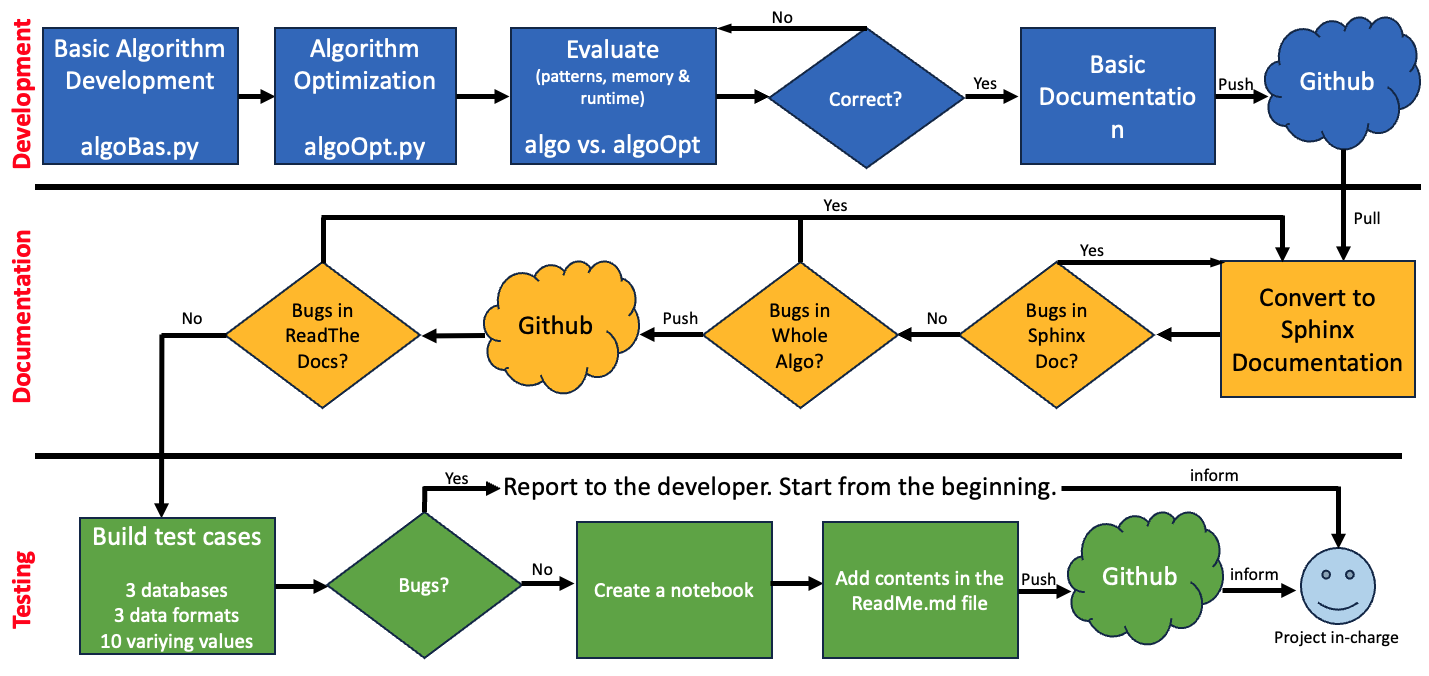 Development
Basic Algorithm
Development
algoBas.py
Algorithm
Optimization
algoOpt.py
Evaluate
(patterns, memory &
runtime)
algo vs. algoOpt
No
Correct?
Yes
Basic
Documentatio
n
Push
Github
Pull
Documentation
Yes
Convert to
Sphinx
Documentation
Yes
Bugs in
Sphinx
Doc?
No
Bugs in
Whole
Algo?
Push
Github
Bugs in
ReadThe
Docs?
No
Testing
Build test cases
3 databases
3 data formats
10 variying values
Bugs?
Yes
Report to the developer. Start from the beginning.
inform
No
Create a notebook
Add contents in the
ReadMe.md file
Push
Github
inform
Project in-charge